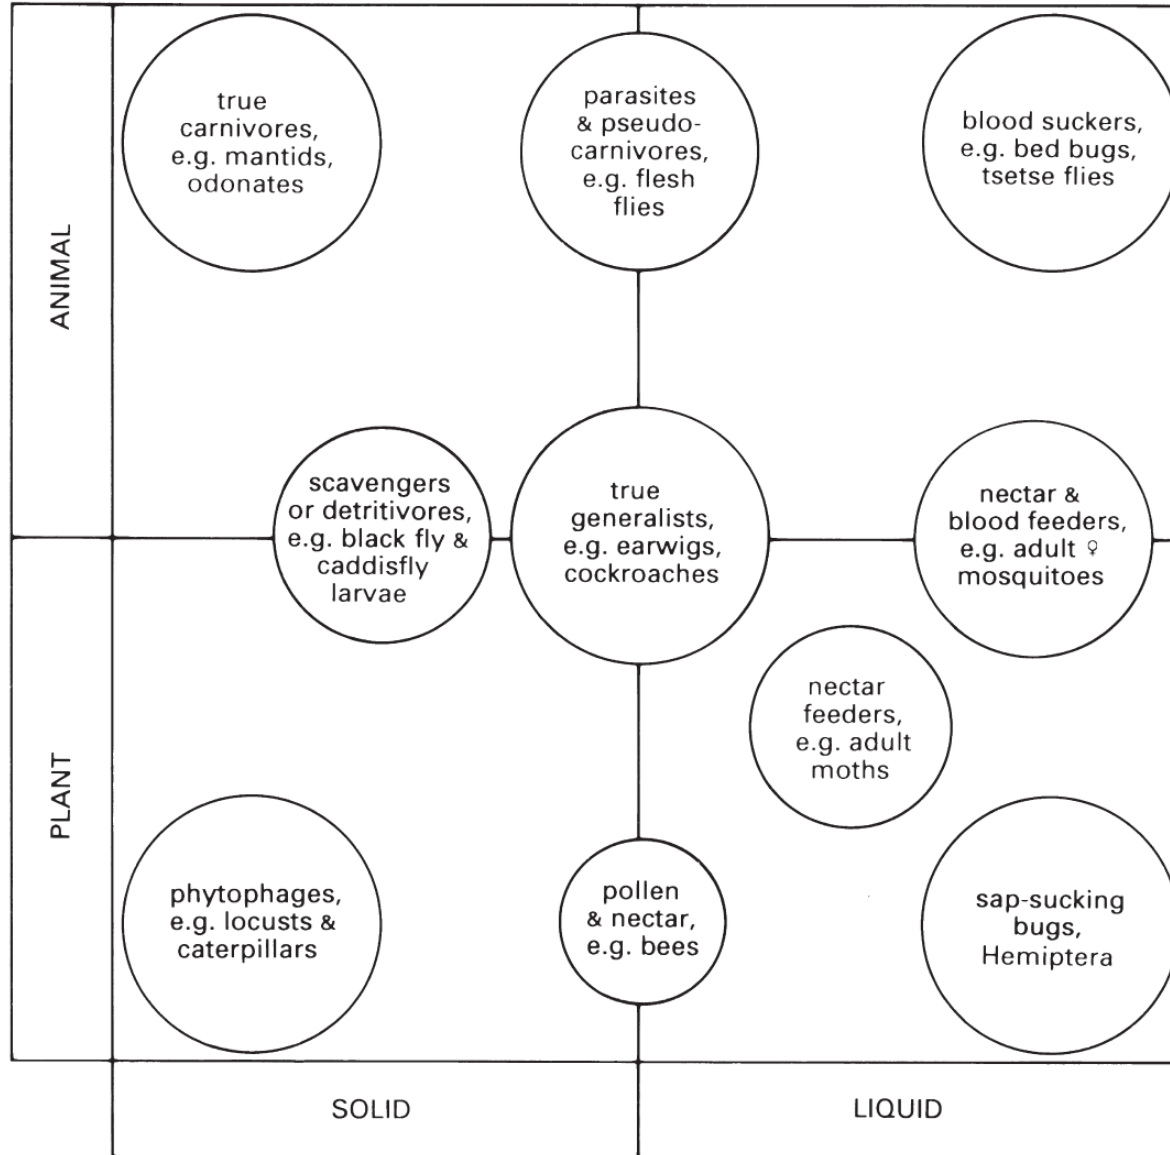 ANIMAL
true
carnivores,
e.g. mantids,
odonates
parasites
& pseudo-
carnivores,
e.g. flesh
flies
blood suckers,
e.g. bed bugs,
tsetse flies
scavengers
or detritivores,
e.g. black fly &
caddisfly
larvae
true
generalists,
e.g. earwigs,
cockroaches
nectar &
blood feeders,
e.g. adult ♀
mosquitoes
PLANT
nectar
feeders,
e.g. adult
moths
phytophages,
e.g. locusts &
caterpillars
pollen
& nectar,
e.g. bees
sap-sucking
bugs,
Hemiptera
SOLID
LIQUID